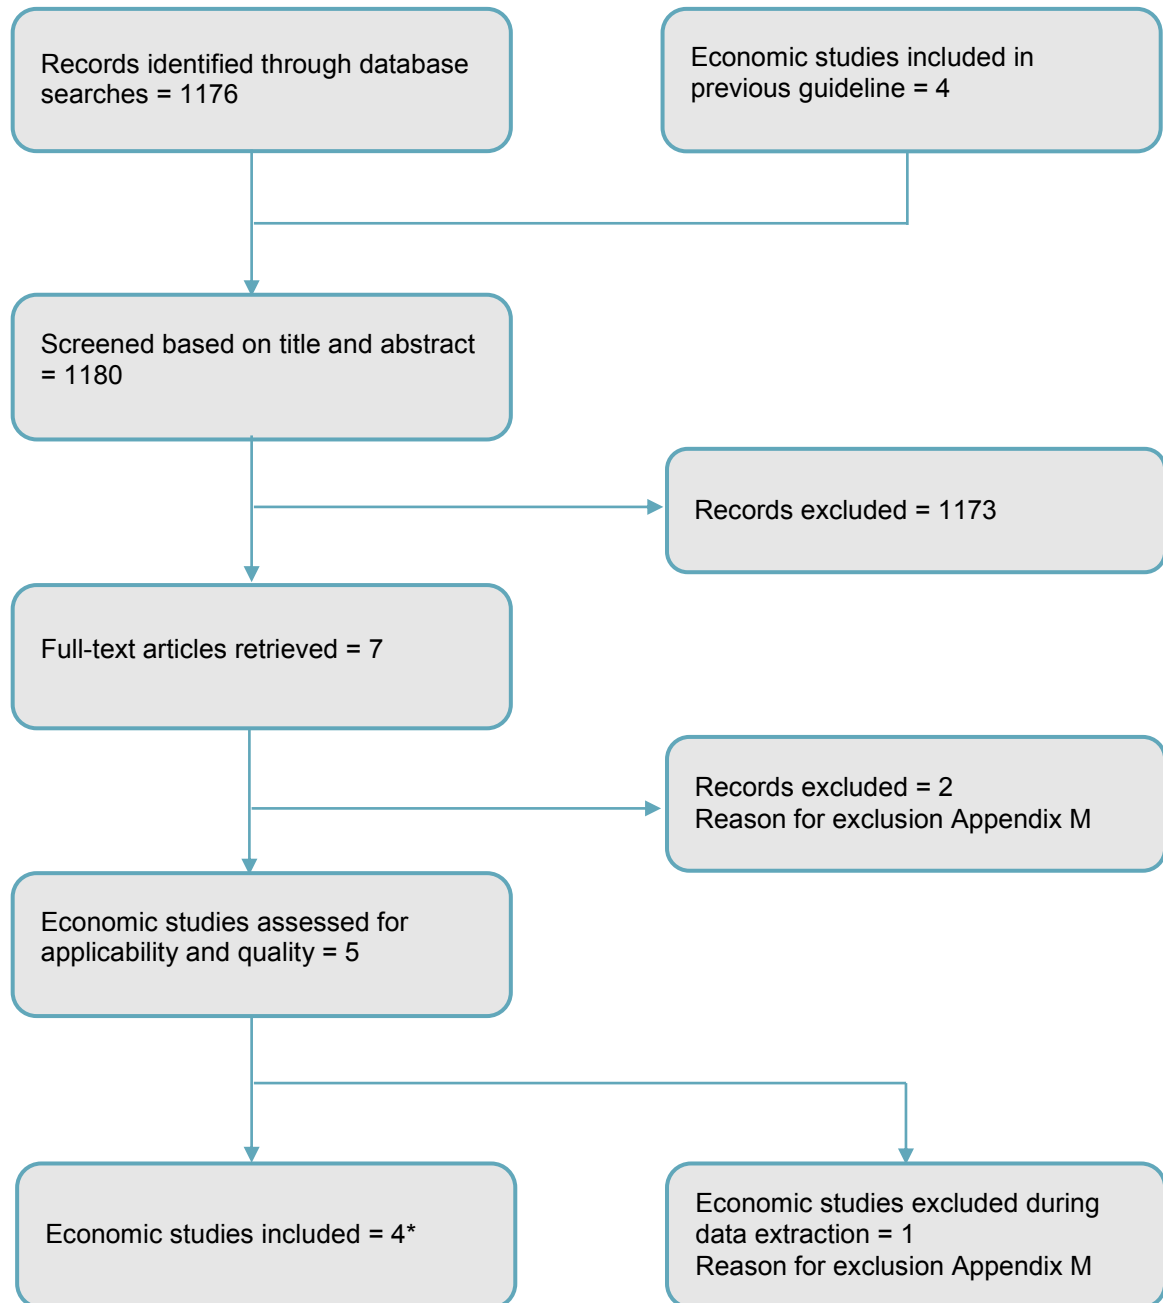 Records identified through database
searches = 1176
Economic studies included in
previous guideline = 4
Screened based on title and abstract
= 1180
Records excluded = 1173
Full-text articles retrieved = 7
Records excluded = 2
Reason for exclusion Appendix M
Economic studies assessed for
applicability and quality = 5
Economic studies included = 4*
Economic studies excluded during
data extraction = 1
Reason for exclusion Appendix M